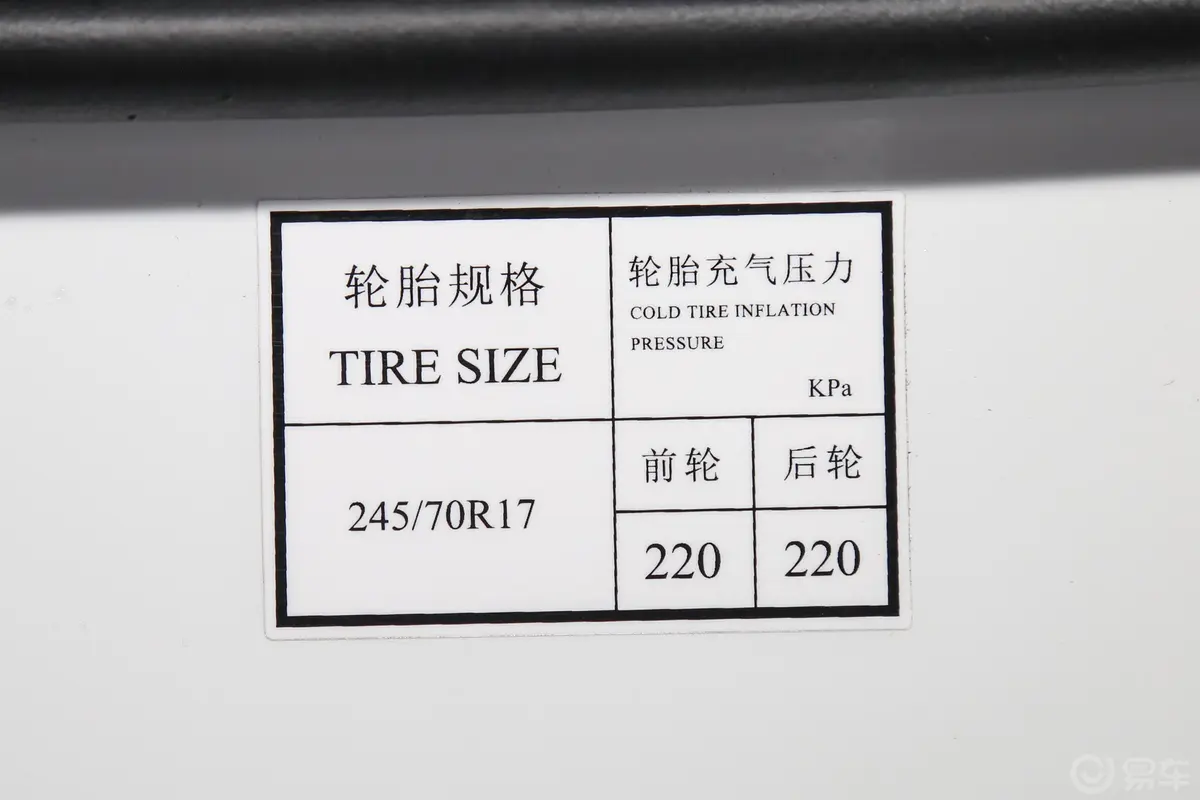 轮胎规格
TIRE SIZE
轮胎充气压力
COLD TIRE INFLATION
PRESSURE
KPa
245/70R17
前轮
后轮
220
220
易车